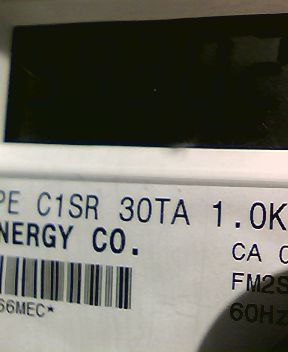 PE C1SR 30TA 1.0K
NERGY CO.
CA
FM2S
66MEC*
60Hz